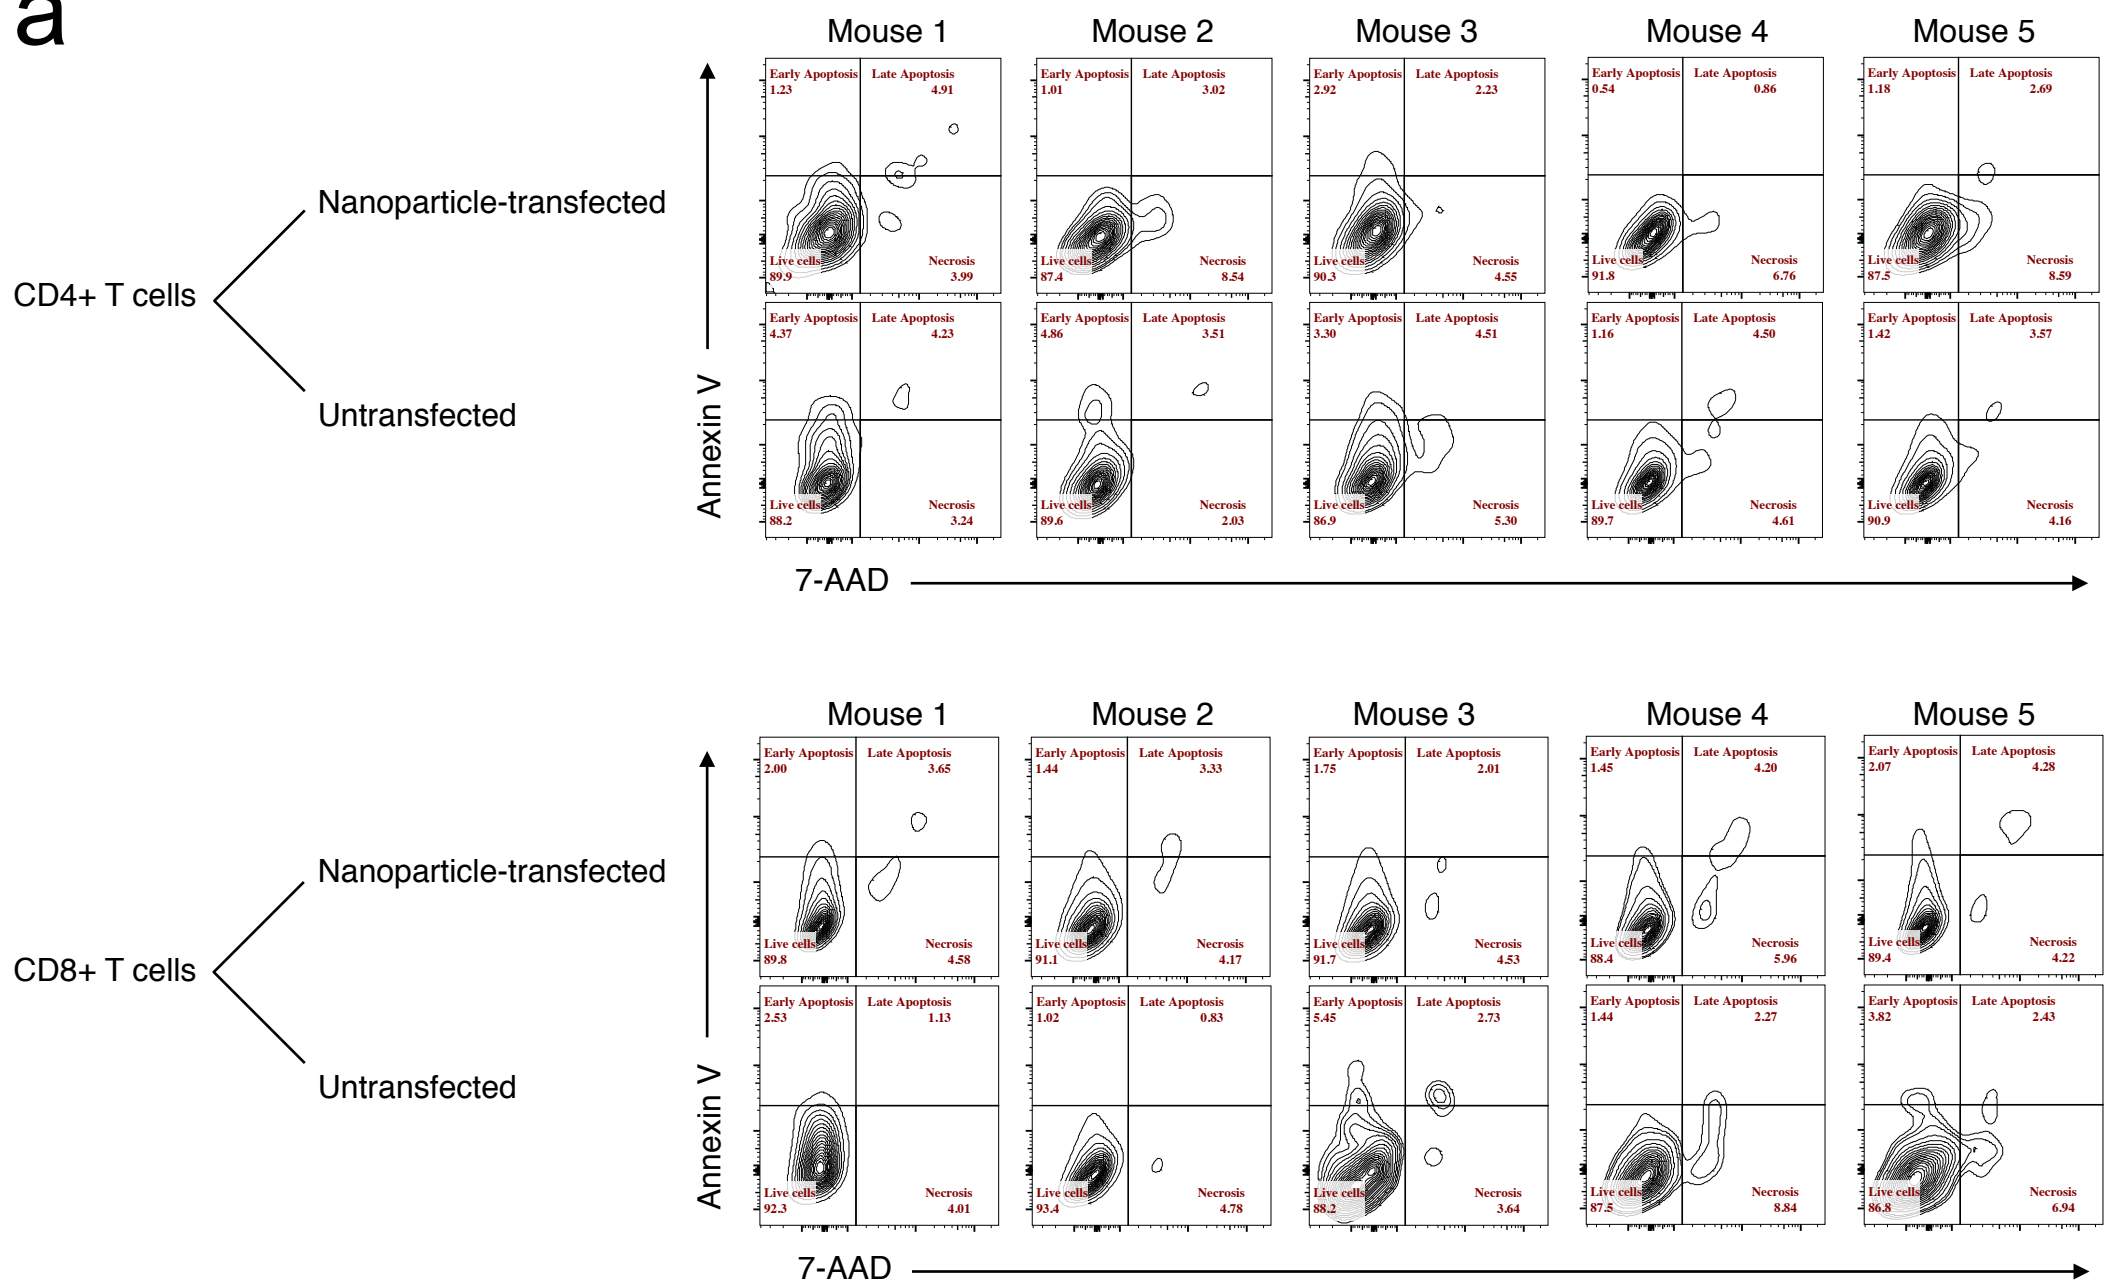 a
Mouse 1 Mouse 2 Mouse 3 Mouse 4 Mouse 5
Early Apoptosis Late Apoptosis Early Apoptosis Late Apoptosis Early Apoptosis Late Apoptosis Early Apoptosis Late Apoptosis Early Apoptosis Late Apoptosis
1.23 4.91 1.01 3.02 2.92 2.23 0.54 0.86 1.18 2.69
Nanoparticle-transfected
Live cells Necrosis Live cells Necrosis Live cells Necrosis Live cells Necrosis Live cells Necrosis
89.9 3.99 87.4 8.54 90.3 4.55 91.8 6.76 87.5 8.59
CD4+ T cells
Early Apoptosis Late Apoptosis Early Apoptosis Late Apoptosis Early Apoptosis Late Apoptosis Early Apoptosis Late Apoptosis Early Apoptosis Late Apoptosis
4.37 4.23 4.86 3.51 3.30 4.51 1.16 4.50 1.42 3.57
Untransfected
Annexin V
Live cells Necrosis Live cells Necrosis Live cells Necrosis Live cells Necrosis Live cells Necrosis
88.2 3.24 89.6 2.03 86.9 5.30 89.7 4.61 90.9 4.16
7-AAD
Mouse 1 Mouse 2 Mouse 3 Mouse 4 Mouse 5
Early Apoptosis Late Apoptosis Early Apoptosis Late Apoptosis Early Apoptosis Late Apoptosis Early Apoptosis Late Apoptosis Early Apoptosis Late Apoptosis
2.00 3.65 1.44 3.33 1.75 2.01 1.45 4.20 2.07 4.28
Nanoparticle-transfected
Live cells Necrosis Live cells Necrosis Live cells Necrosis Live cells Necrosis Live cells Necrosis
89.8 4.58 91.1 4.17 91.7 4.53 88.4 5.96 89.4 4.22
CD8+ T cells
Early Apoptosis Late Apoptosis Early Apoptosis Late Apoptosis Early Apoptosis Late Apoptosis Early Apoptosis Late Apoptosis Early Apoptosis Late Apoptosis
2.53 1.13 1.02 0.83 5.45 2.73 1.44 2.27 3.82 2.43
Untransfected
Annexin V
Live cells Necrosis Live cells Necrosis Live cells Necrosis Live cells Necrosis Live cells Necrosis
92.3 4.01 93.4 4.78 88.2 3.64 87.5 8.84 86.8 6.94
7-AAD